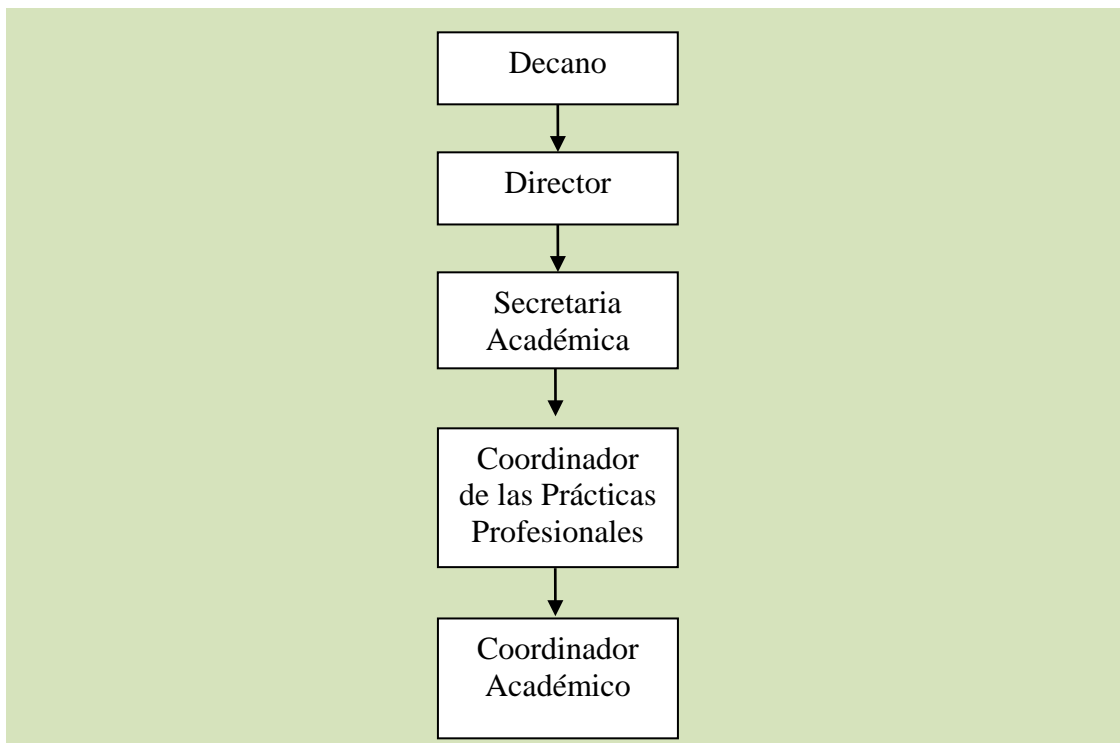 Decano
Director
Secretaria
Académica
Coordinador
de las Prácticas
Profesionales
Coordinador
Académico